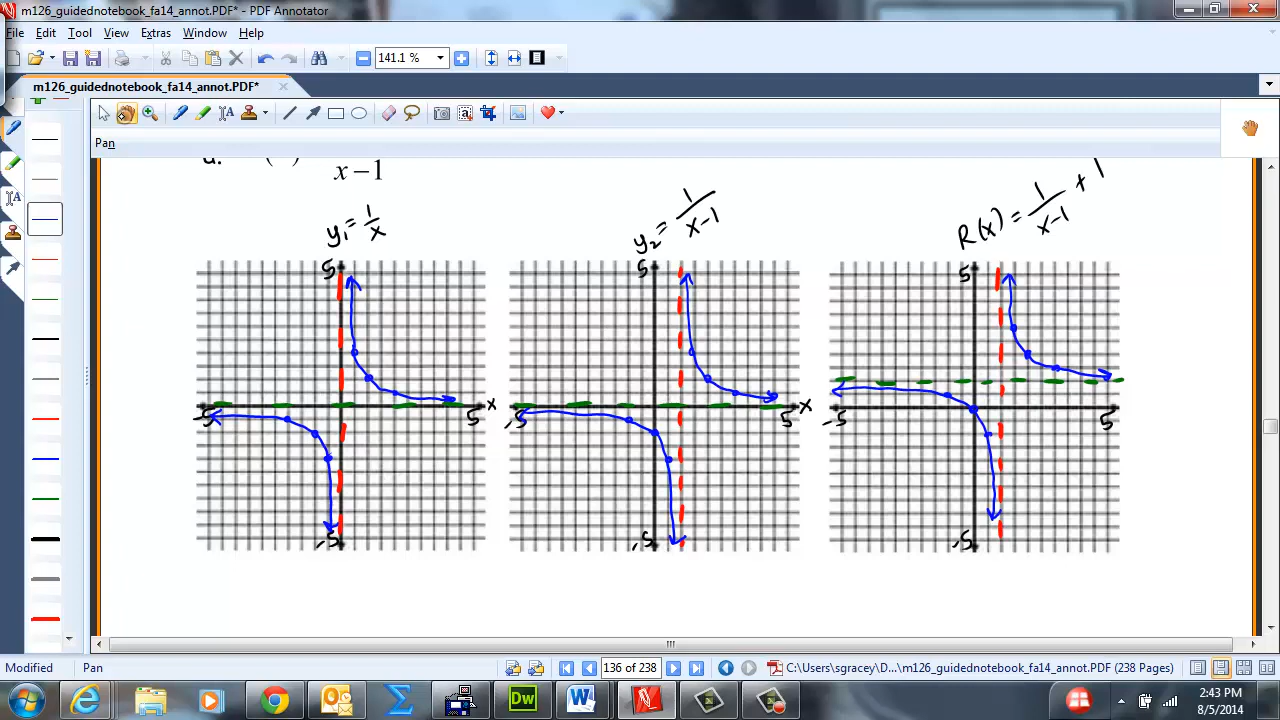 m126_guidednotebook_fa14_annot.PDF* - PDF Annotator
File Edit Tool View Extras Window Help
141.1 %
m126_guidednotebook_fa14_annot.PDF*
Pan
x - 1
y₁ = 1/x
y₂ = 1/(x-1)
R(x) = 1/(x-1) + 1
5 5 5
-5 5 x -5 5 x -5 5
-5 -5 -5
136 of 238
C:\Users\sgracey\D...\m126_guidednotebook_fa14_annot.PDF (238 Pages)
Modified Pan
Dw W
2:43 PM
8/5/2014